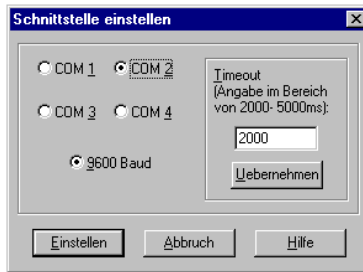 Schnittstelle einstellen
COM 1 COM 2
COM 3 COM 4
9600 Baud
Timeout
(Angabe im Bereich
von 2000- 5000ms):
2000
Uebernehmen
Einstellen Abbruch Hilfe